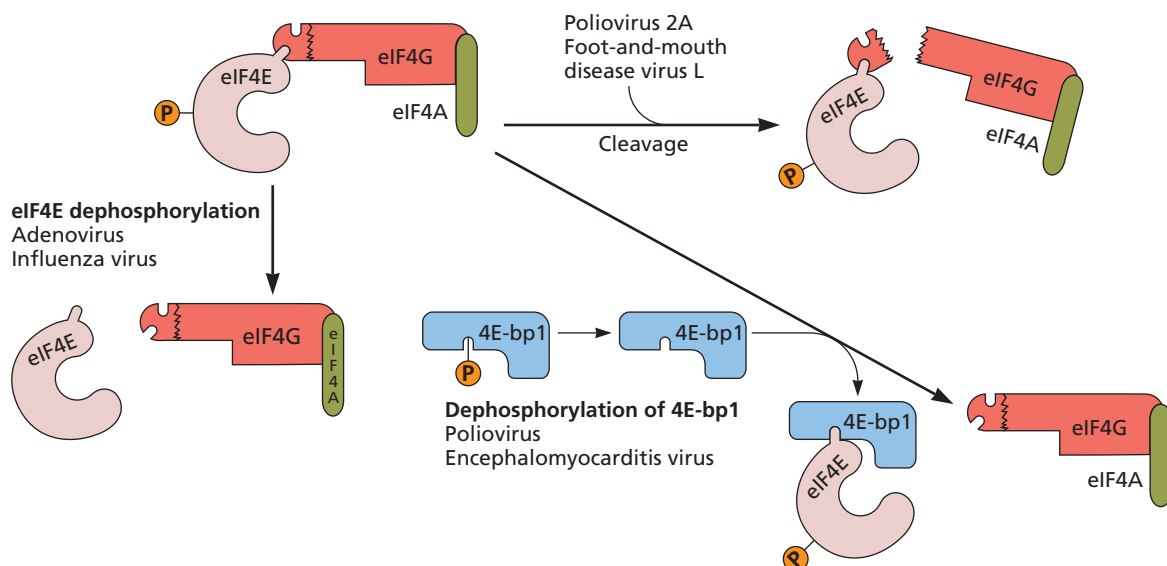 eIF4E
eIF4G
eIF4A
P
Poliovirus 2A
Foot-and-mouth
disease virus L
Cleavage
eIF4E
eIF4G
eIF4A
P
eIF4E dephosphorylation
Adenovirus
Influenza virus
eIF4E
eIF4G
eIF4A
4E-bp1
P
4E-bp1
Dephosphorylation of 4E-bp1
Poliovirus
Encephalomyocarditis virus
4E-bp1
eIF4E
P
eIF4G
eIF4A